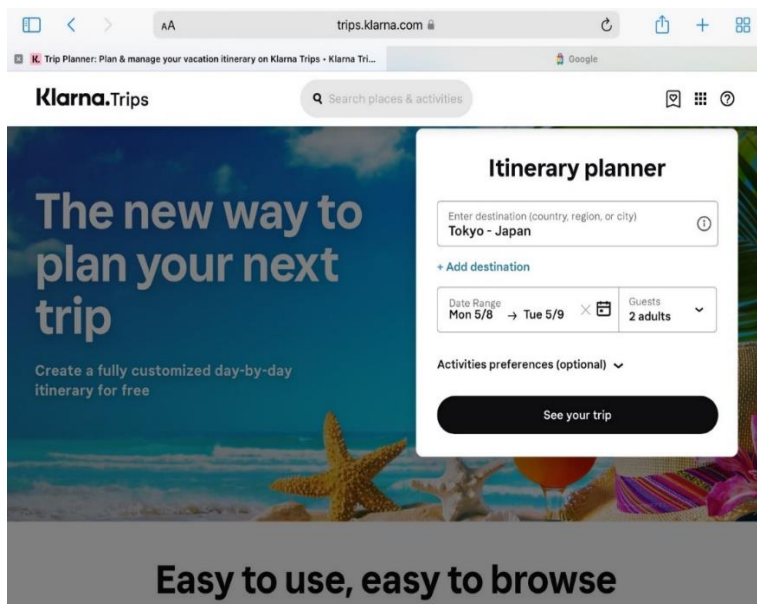 AA
trips.klarna.com
K. Trip Planner: Plan & manage your vacation itinerary on Klarna Trips • Klarna Tri...
Google
Klarna.Trips
Search places & activities
The new way to
plan your next
trip
Create a fully customized day-by-day
itinerary for free
Itinerary planner
Enter destination (country, region, or city)
Tokyo - Japan
+ Add destination
Date Range
Mon 5/8 → Tue 5/9
Guests
2 adults
Activities preferences (optional)
See your trip
Easy to use, easy to browse